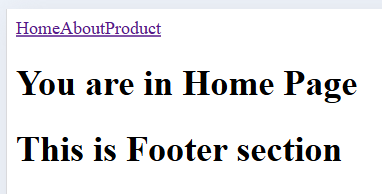 HomeAboutProduct
You are in Home Page
This is Footer section